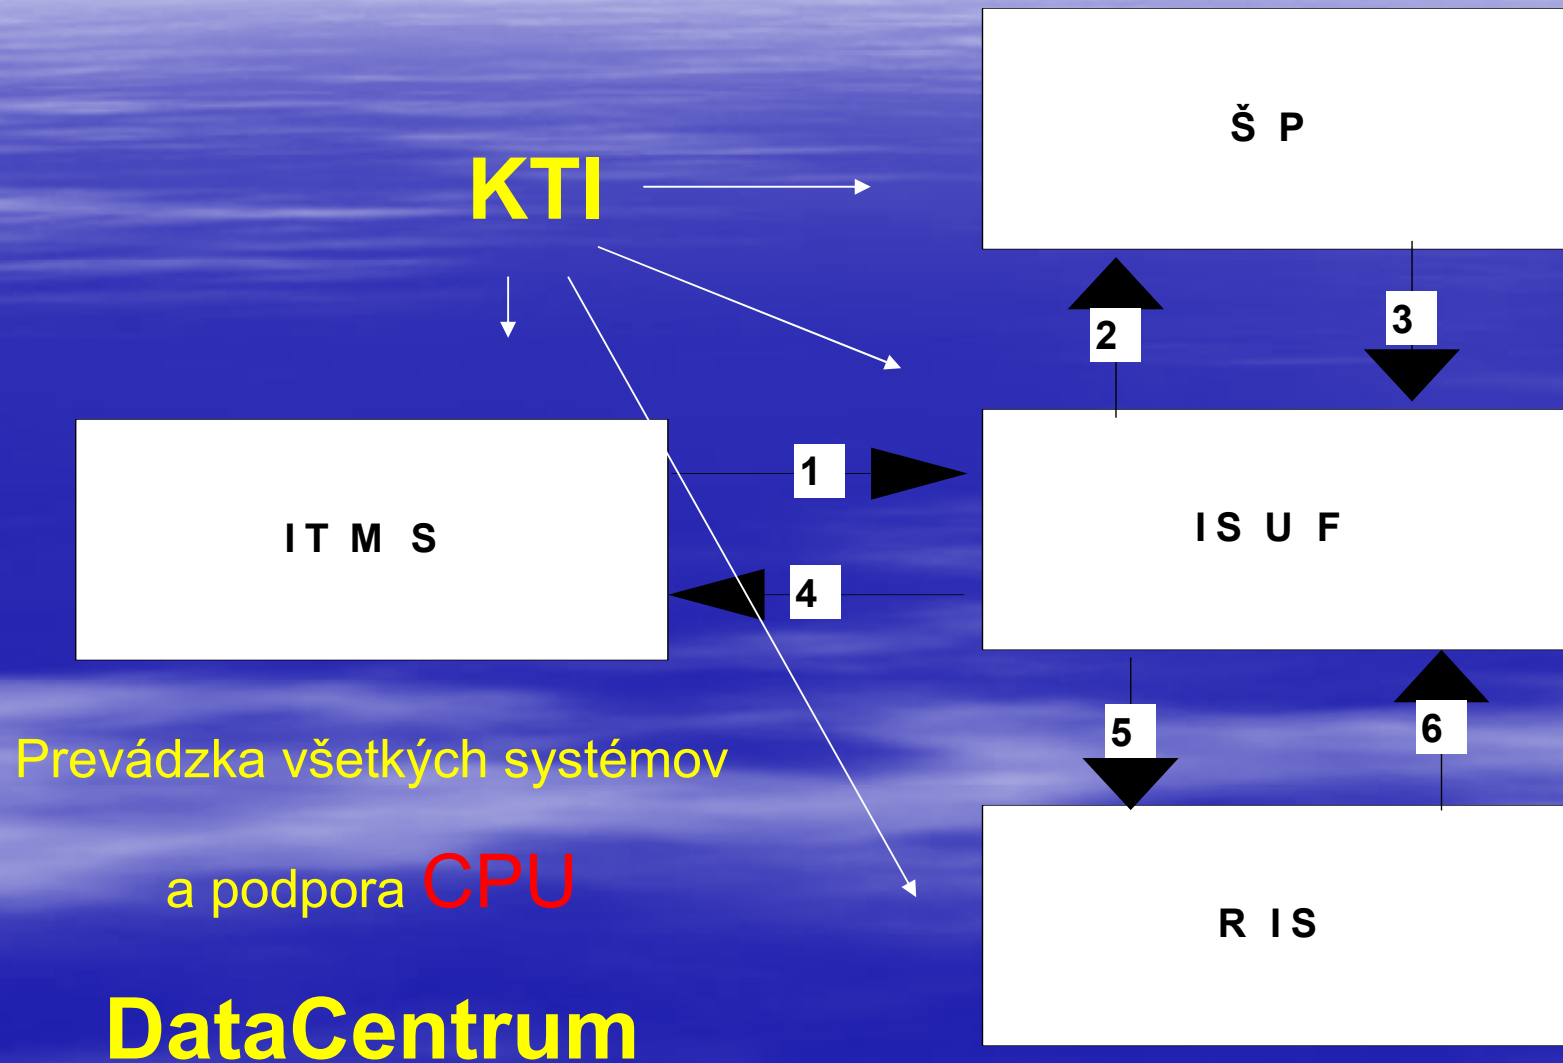 Š P
KTI
2
3
1
I T M S
I S U F
4
5
6
Prevádzka všetkých systémov
a podpora CPU
R I S
DataCentrum